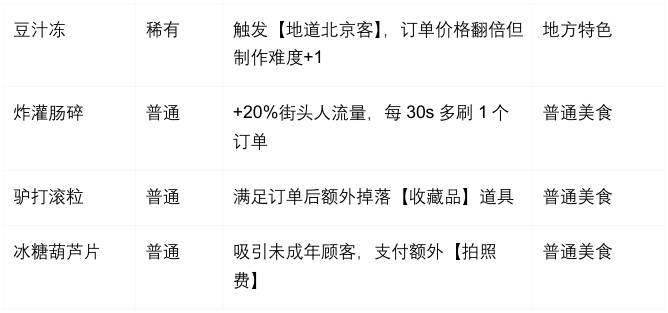 豆汁冻 稀有 触发【地道北京客】，订单价格翻倍但 地方特色
制作难度+1
炸灌肠碎 普通 +20%街头人流量，每 30s 多刷 1 个 普通美食
订单
驴打滚粒 普通 满足订单后额外掉落【收藏品】道具 普通美食
冰糖葫芦片 普通 吸引未成年顾客，支付额外【拍照 普通美食
费】